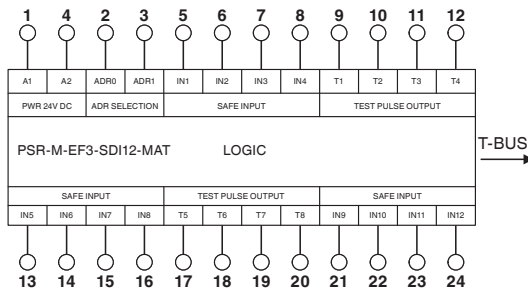 1 4 2 3 5 6 7 8 9 10 11 12
A1 A2 ADR0 ADR1 IN1 IN2 IN3 IN4 T1 T2 T3 T4
PWR 24V DC ADR SELECTION SAFE INPUT TEST PULSE OUTPUT
PSR-M-EF3-SDI12-MAT LOGIC T-BUS
SAFE INPUT TEST PULSE OUTPUT SAFE INPUT
IN5 IN6 IN7 IN8 T5 T6 T7 T8 IN9 IN10 IN11 IN12
13 14 15 16 17 18 19 20 21 22 23 24